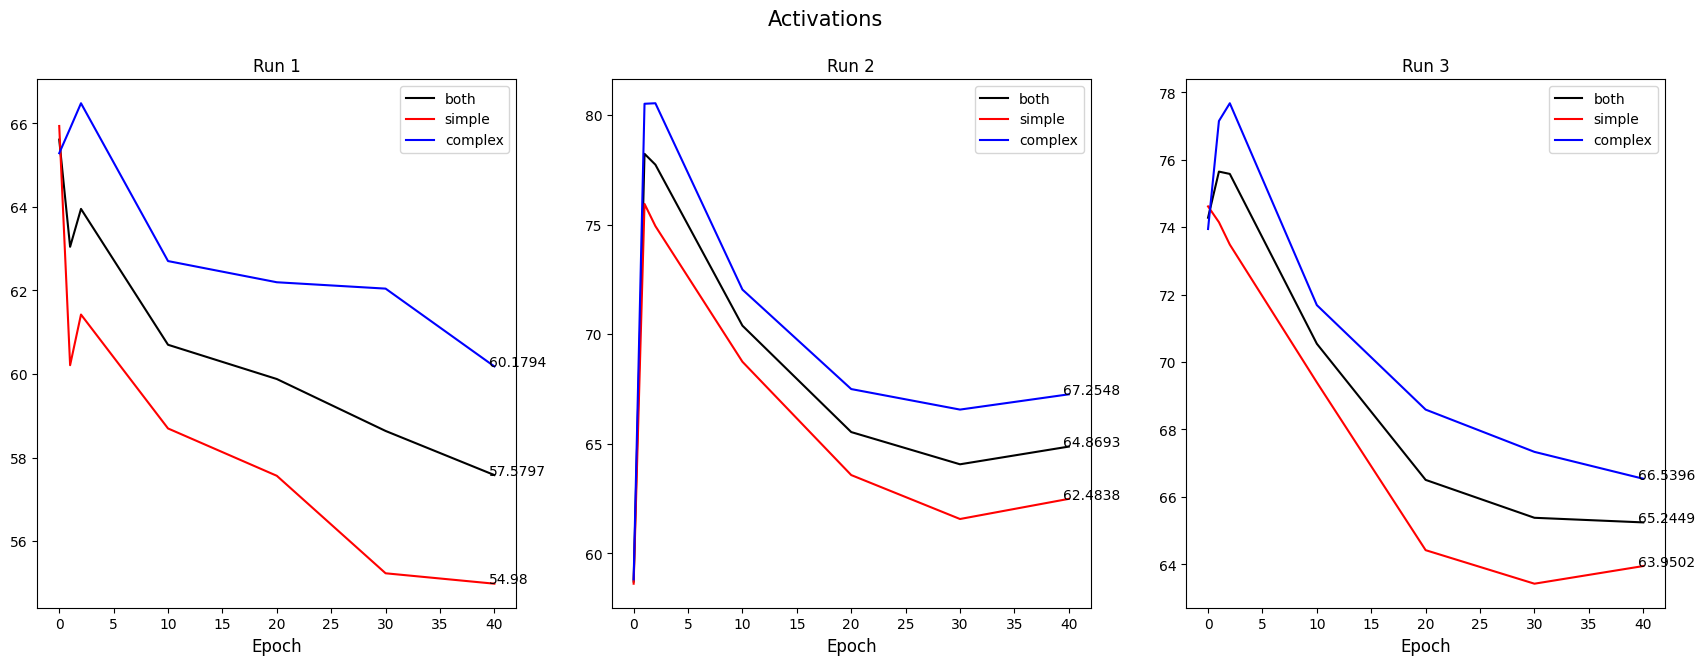 Activations
Run 1
66
64
62
60
58
56
both
simple
complex
60.1794
57.5797
54.98
0 5 10 15 20 25 30 35 40
Epoch
Run 2
80
75
70
65
60
both
simple
complex
67.2548
64.8693
62.4838
0 5 10 15 20 25 30 35 40
Epoch
Run 3
78
76
74
72
70
68
66
64
both
simple
complex
66.5396
65.2449
63.9502
0 5 10 15 20 25 30 35 40
Epoch